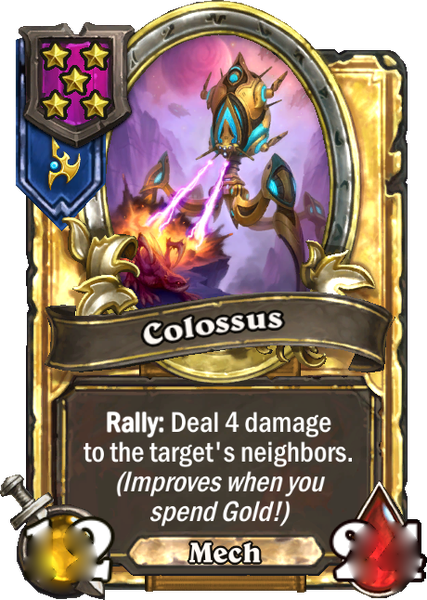 Colossus
Rally: Deal 4 damage
to the target's neighbors.
(Improves when you
spend Gold!)
Mech